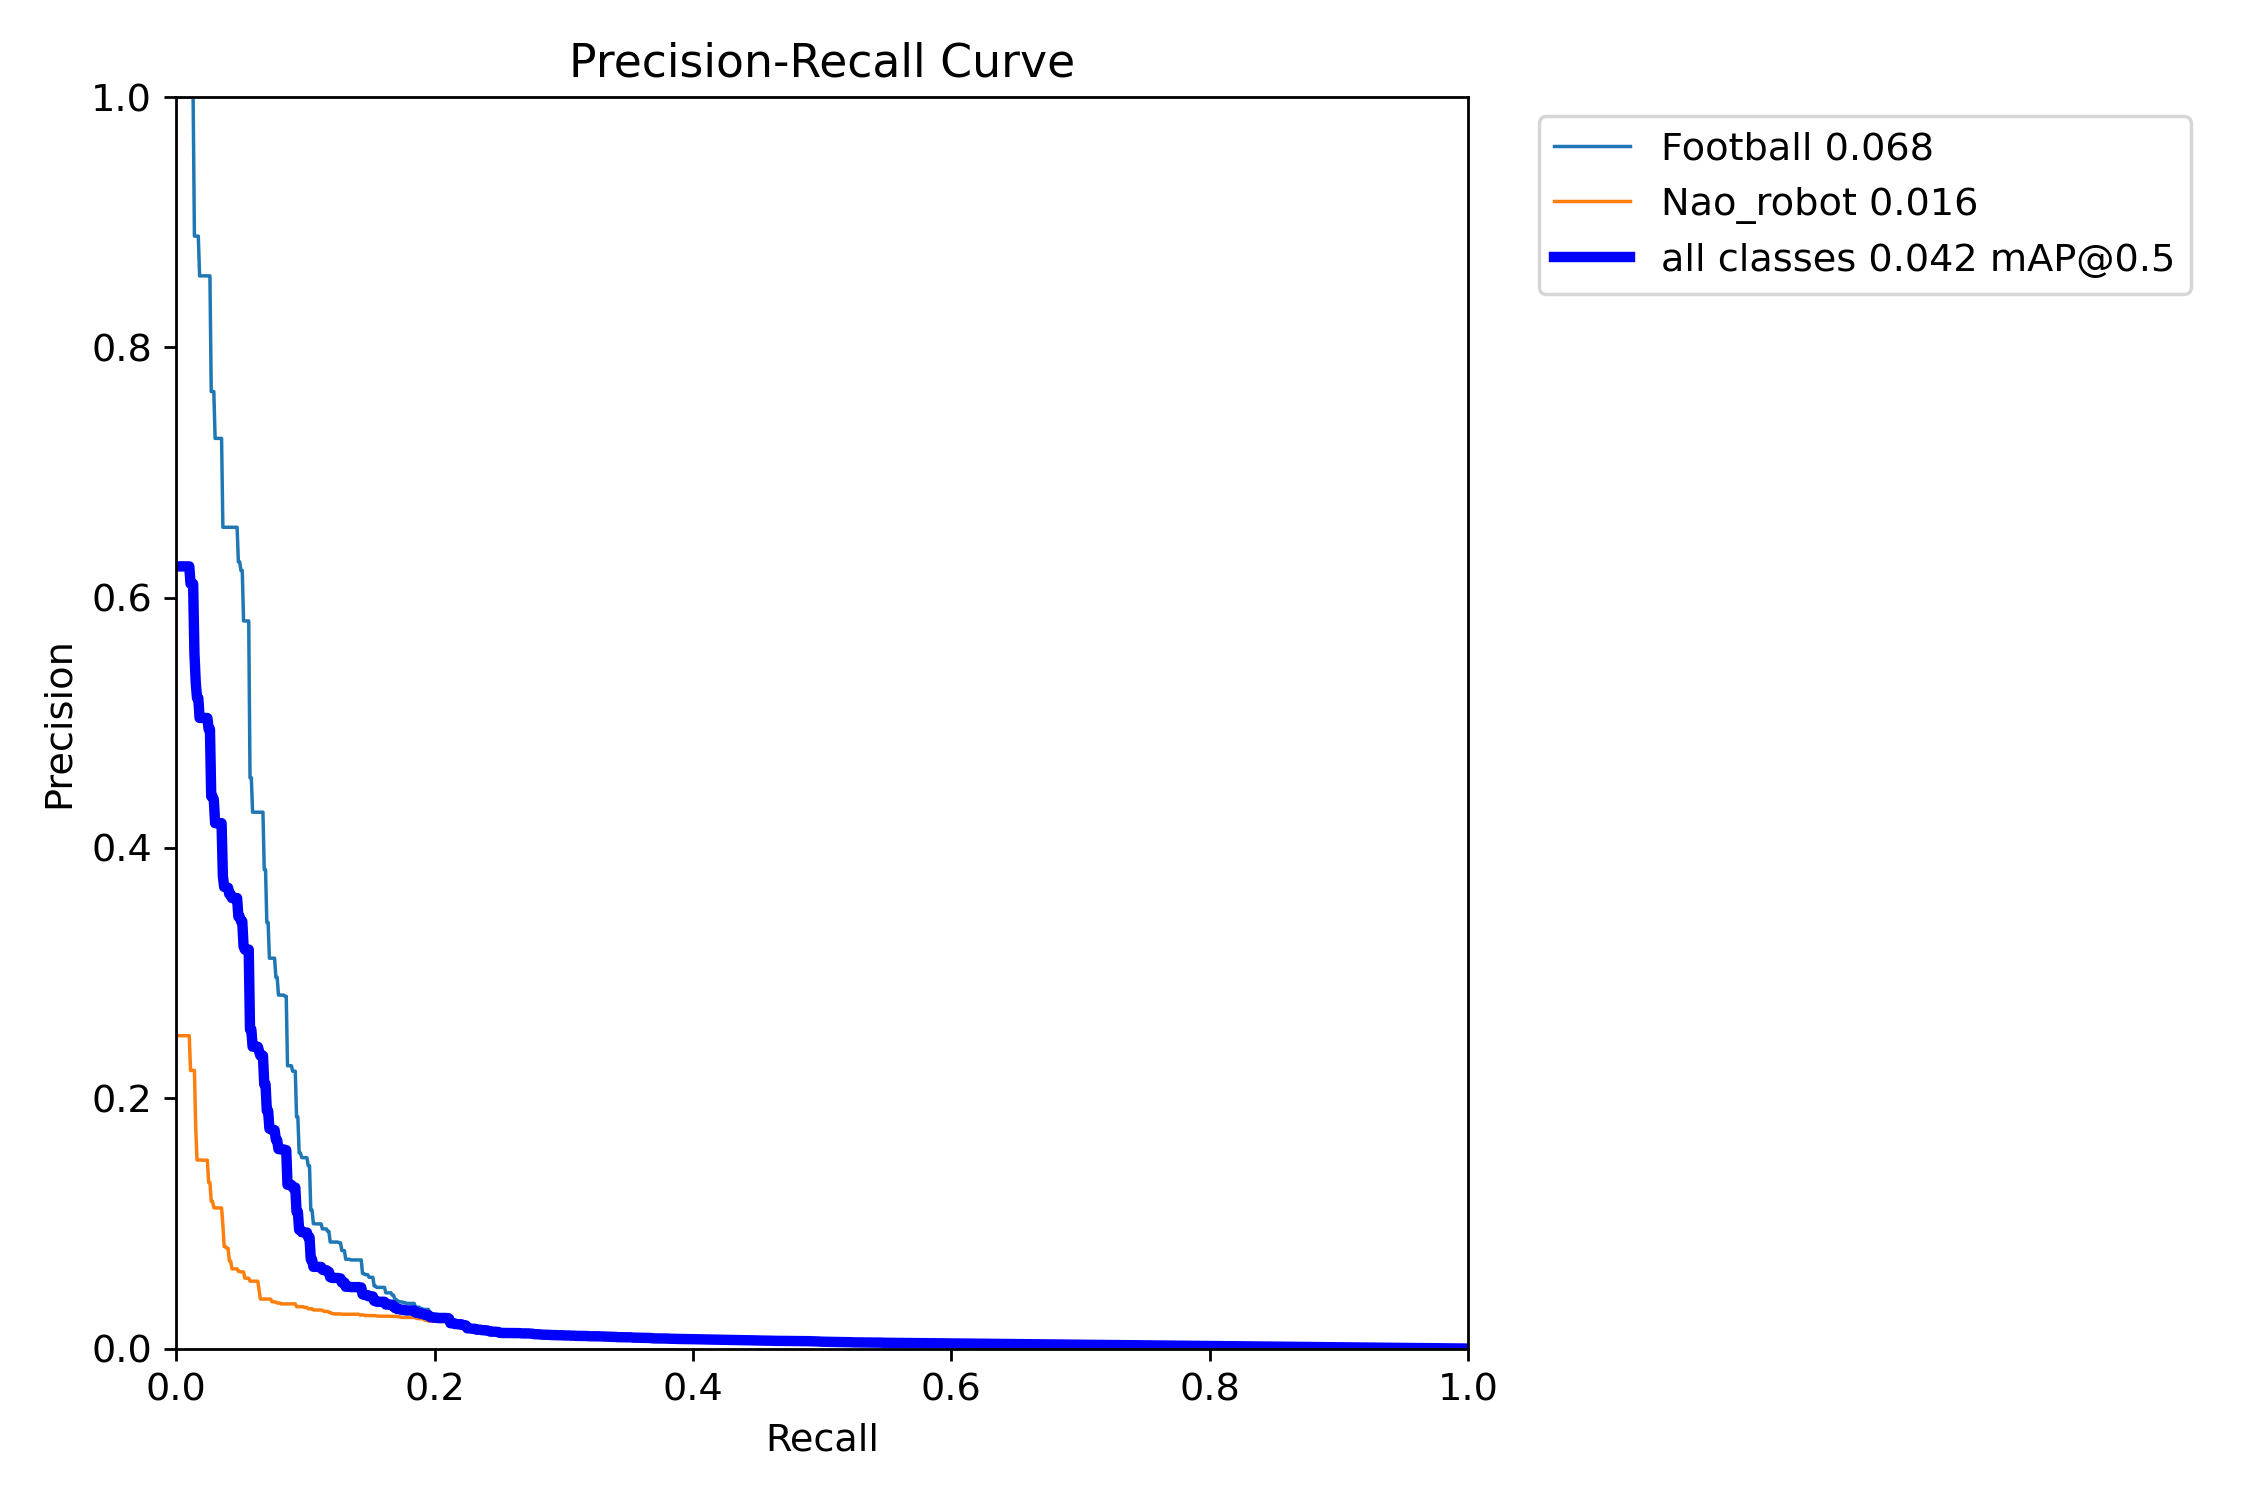 Precision-Recall Curve
1.0
0.8
0.6
0.4
0.2
0.0
Precision
0.0 0.2 0.4 0.6 0.8 1.0
Recall
Football 0.068
Nao_robot 0.016
all classes 0.042 mAP@0.5